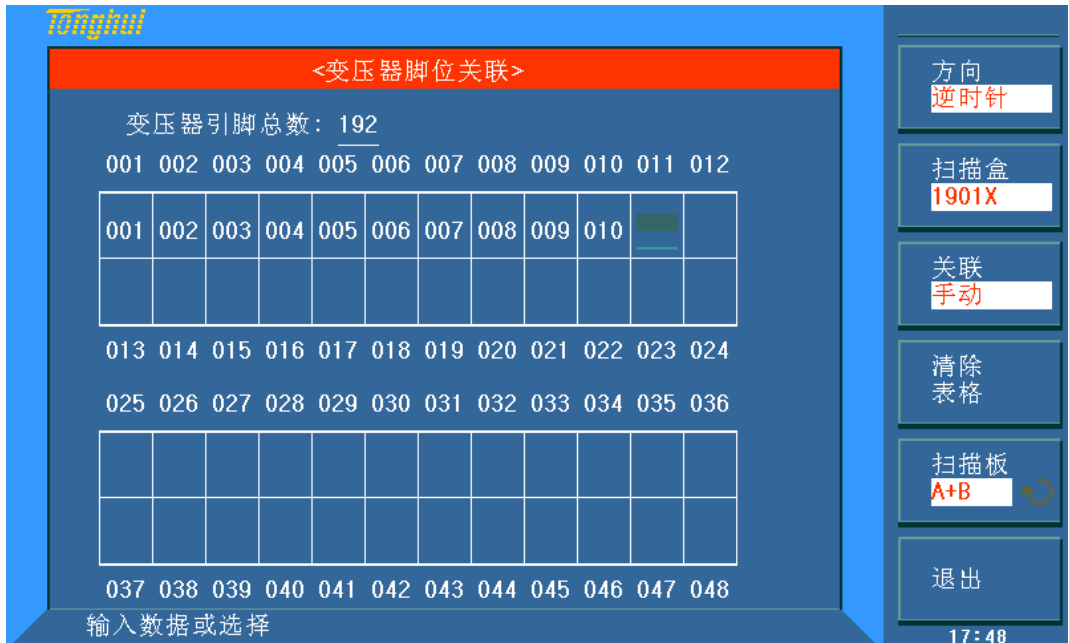 Tonghui
<变压器脚位关联>
变压器引脚总数: 192
001 002 003 004 005 006 007 008 009 010 011 012
001 002 003 004 005 006 007 008 009 010
013 014 015 016 017 018 019 020 021 022 023 024
025 026 027 028 029 030 031 032 033 034 035 036
037 038 039 040 041 042 043 044 045 046 047 048
输入数据或选择
方向
逆时针
扫描盒
1901X
关联
手动
清除
表格
扫描板
A+B
退出
17:48